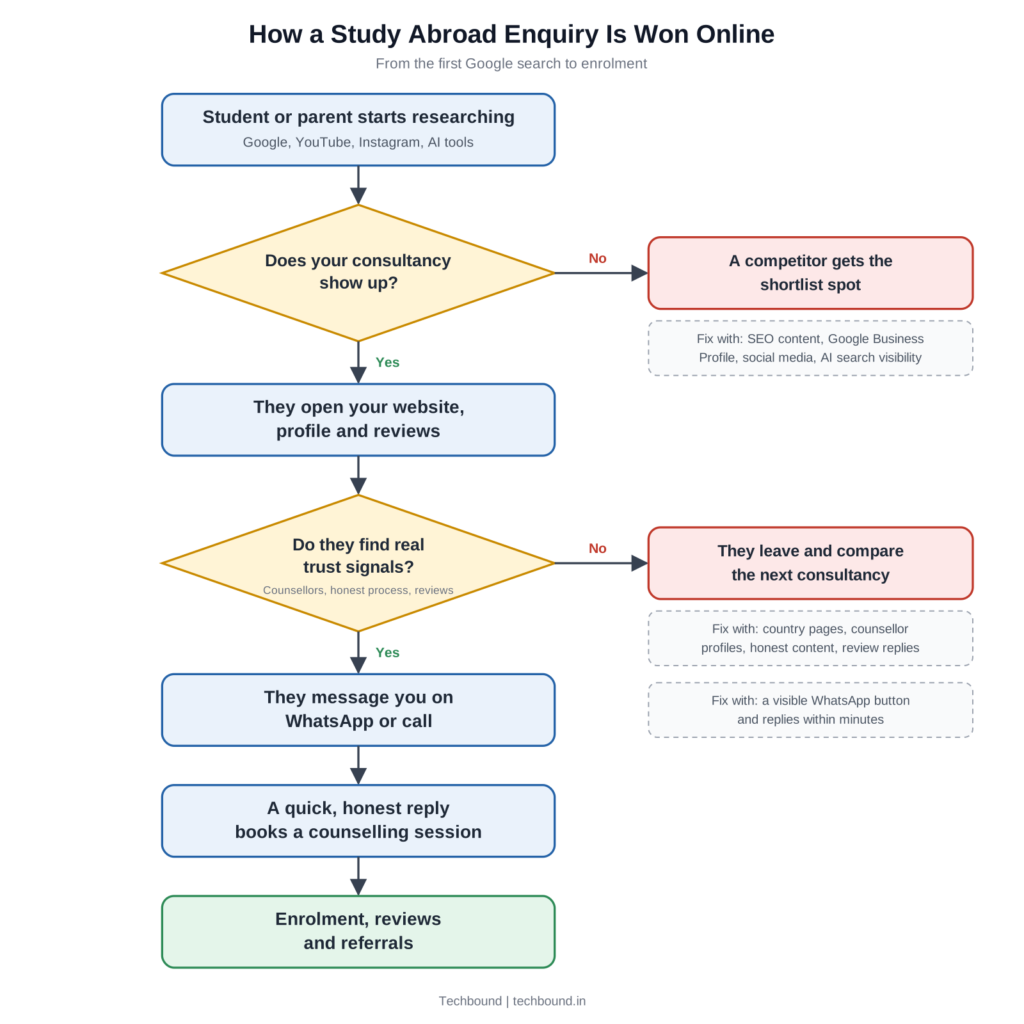 How a Study Abroad Enquiry Is Won Online
From the first Google search to enrolment
Student or parent starts researching
Google, YouTube, Instagram, AI tools
Does your consultancy
show up?
No
A competitor gets the
shortlist spot
Fix with: SEO content, Google Business
Profile, social media, AI search visibility
Yes
They open your website,
profile and reviews
Do they find real
trust signals?
Counsellors, honest process, reviews
No
They leave and compare
the next consultancy
Fix with: country pages, counsellor
profiles, honest content, review replies
Yes
They message you on
WhatsApp or call
Fix with: a visible WhatsApp button
and replies within minutes
A quick, honest reply
books a counselling session
Enrolment, reviews
and referrals
Techbound | techbound.in